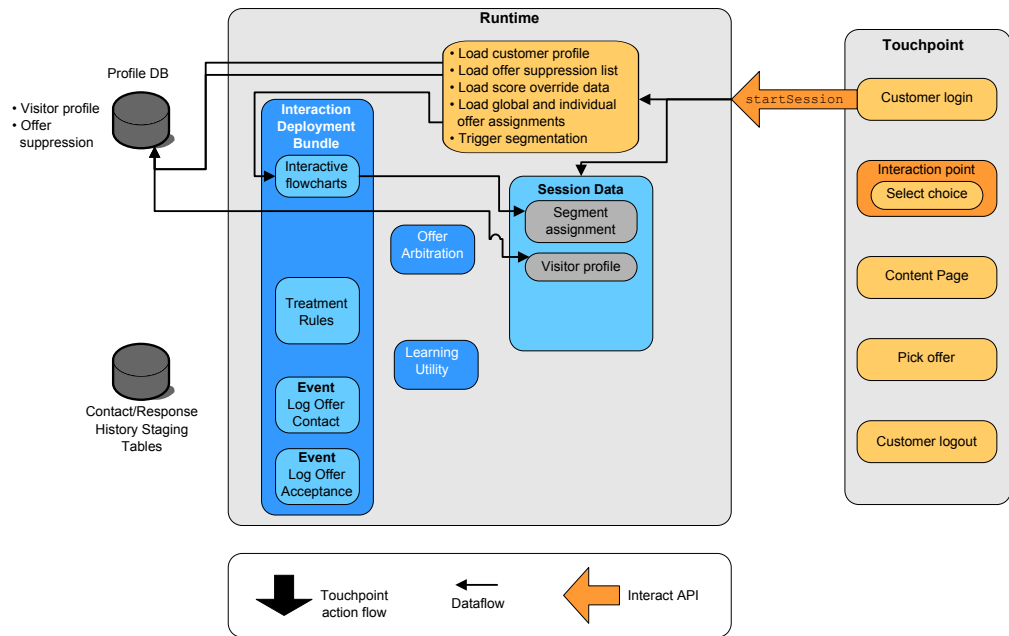 Runtime
Touchpoint
Profile DB
• Visitor profile
• Offer
suppression
• Load customer profile
• Load offer suppression list
• Load score override data
• Load global and individual
offer assignments
• Trigger segmentation
startSession
Customer login
Interaction
Deployment
Bundle
Interactive
flowcharts
Session Data
Segment
assignment
Visitor profile
Interaction point
Select choice
Offer
Arbitration
Content Page
Treatment
Rules
Learning
Utility
Pick offer
Contact/Response
History Staging
Tables
Event
Log Offer
Contact
Customer logout
Event
Log Offer
Acceptance
Touchpoint
action flow
Dataflow
Interact API